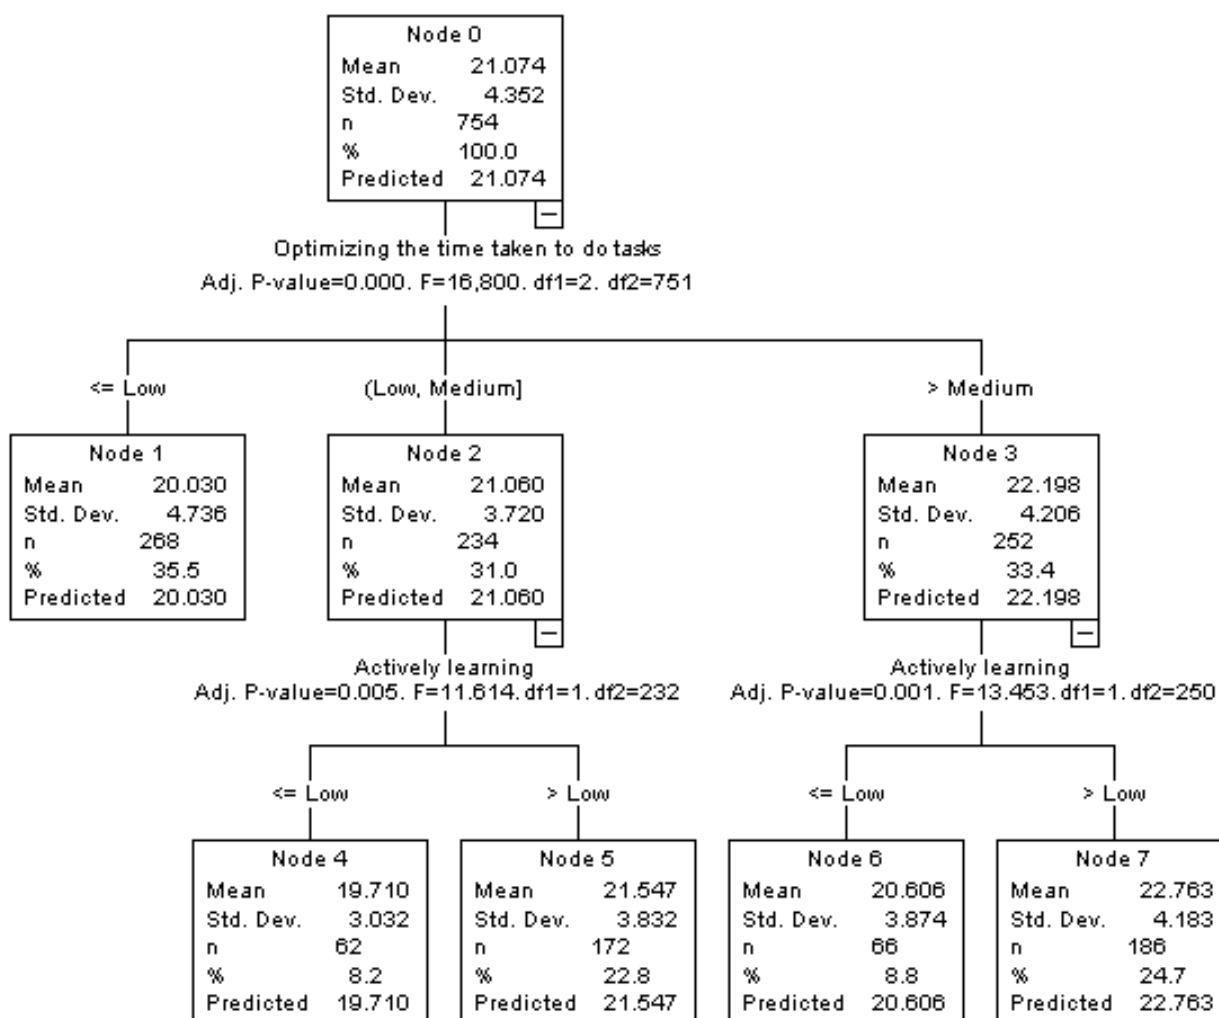 Node 0
Mean 21.074
Std. Dev. 4.352
n 754
% 100.0
Predicted 21.074
Optimizing the time taken to do tasks
Adj. P-value=0.000. F=16,800. df1=2. df2=751
<= Low
(Low, Medium]
> Medium
Node 1
Mean 20.030
Std. Dev. 4.736
n 268
% 35.5
Predicted 20.030
Node 2
Mean 21.060
Std. Dev. 3.720
n 234
% 31.0
Predicted 21.060
Node 3
Mean 22.198
Std. Dev. 4.206
n 252
% 33.4
Predicted 22.198
Actively learning
Adj. P-value=0.005. F=11.614. df1=1. df2=232
Actively learning
Adj. P-value=0.001. F=13.453. df1=1. df2=250
<= Low
> Low
<= Low
> Low
Node 4
Mean 19.710
Std. Dev. 3.032
n 62
% 8.2
Predicted 19.710
Node 5
Mean 21.547
Std. Dev. 3.832
n 172
% 22.8
Predicted 21.547
Node 6
Mean 20.606
Std. Dev. 3.874
n 66
% 8.8
Predicted 20.606
Node 7
Mean 22.763
Std. Dev. 4.183
n 186
% 24.7
Predicted 22.763